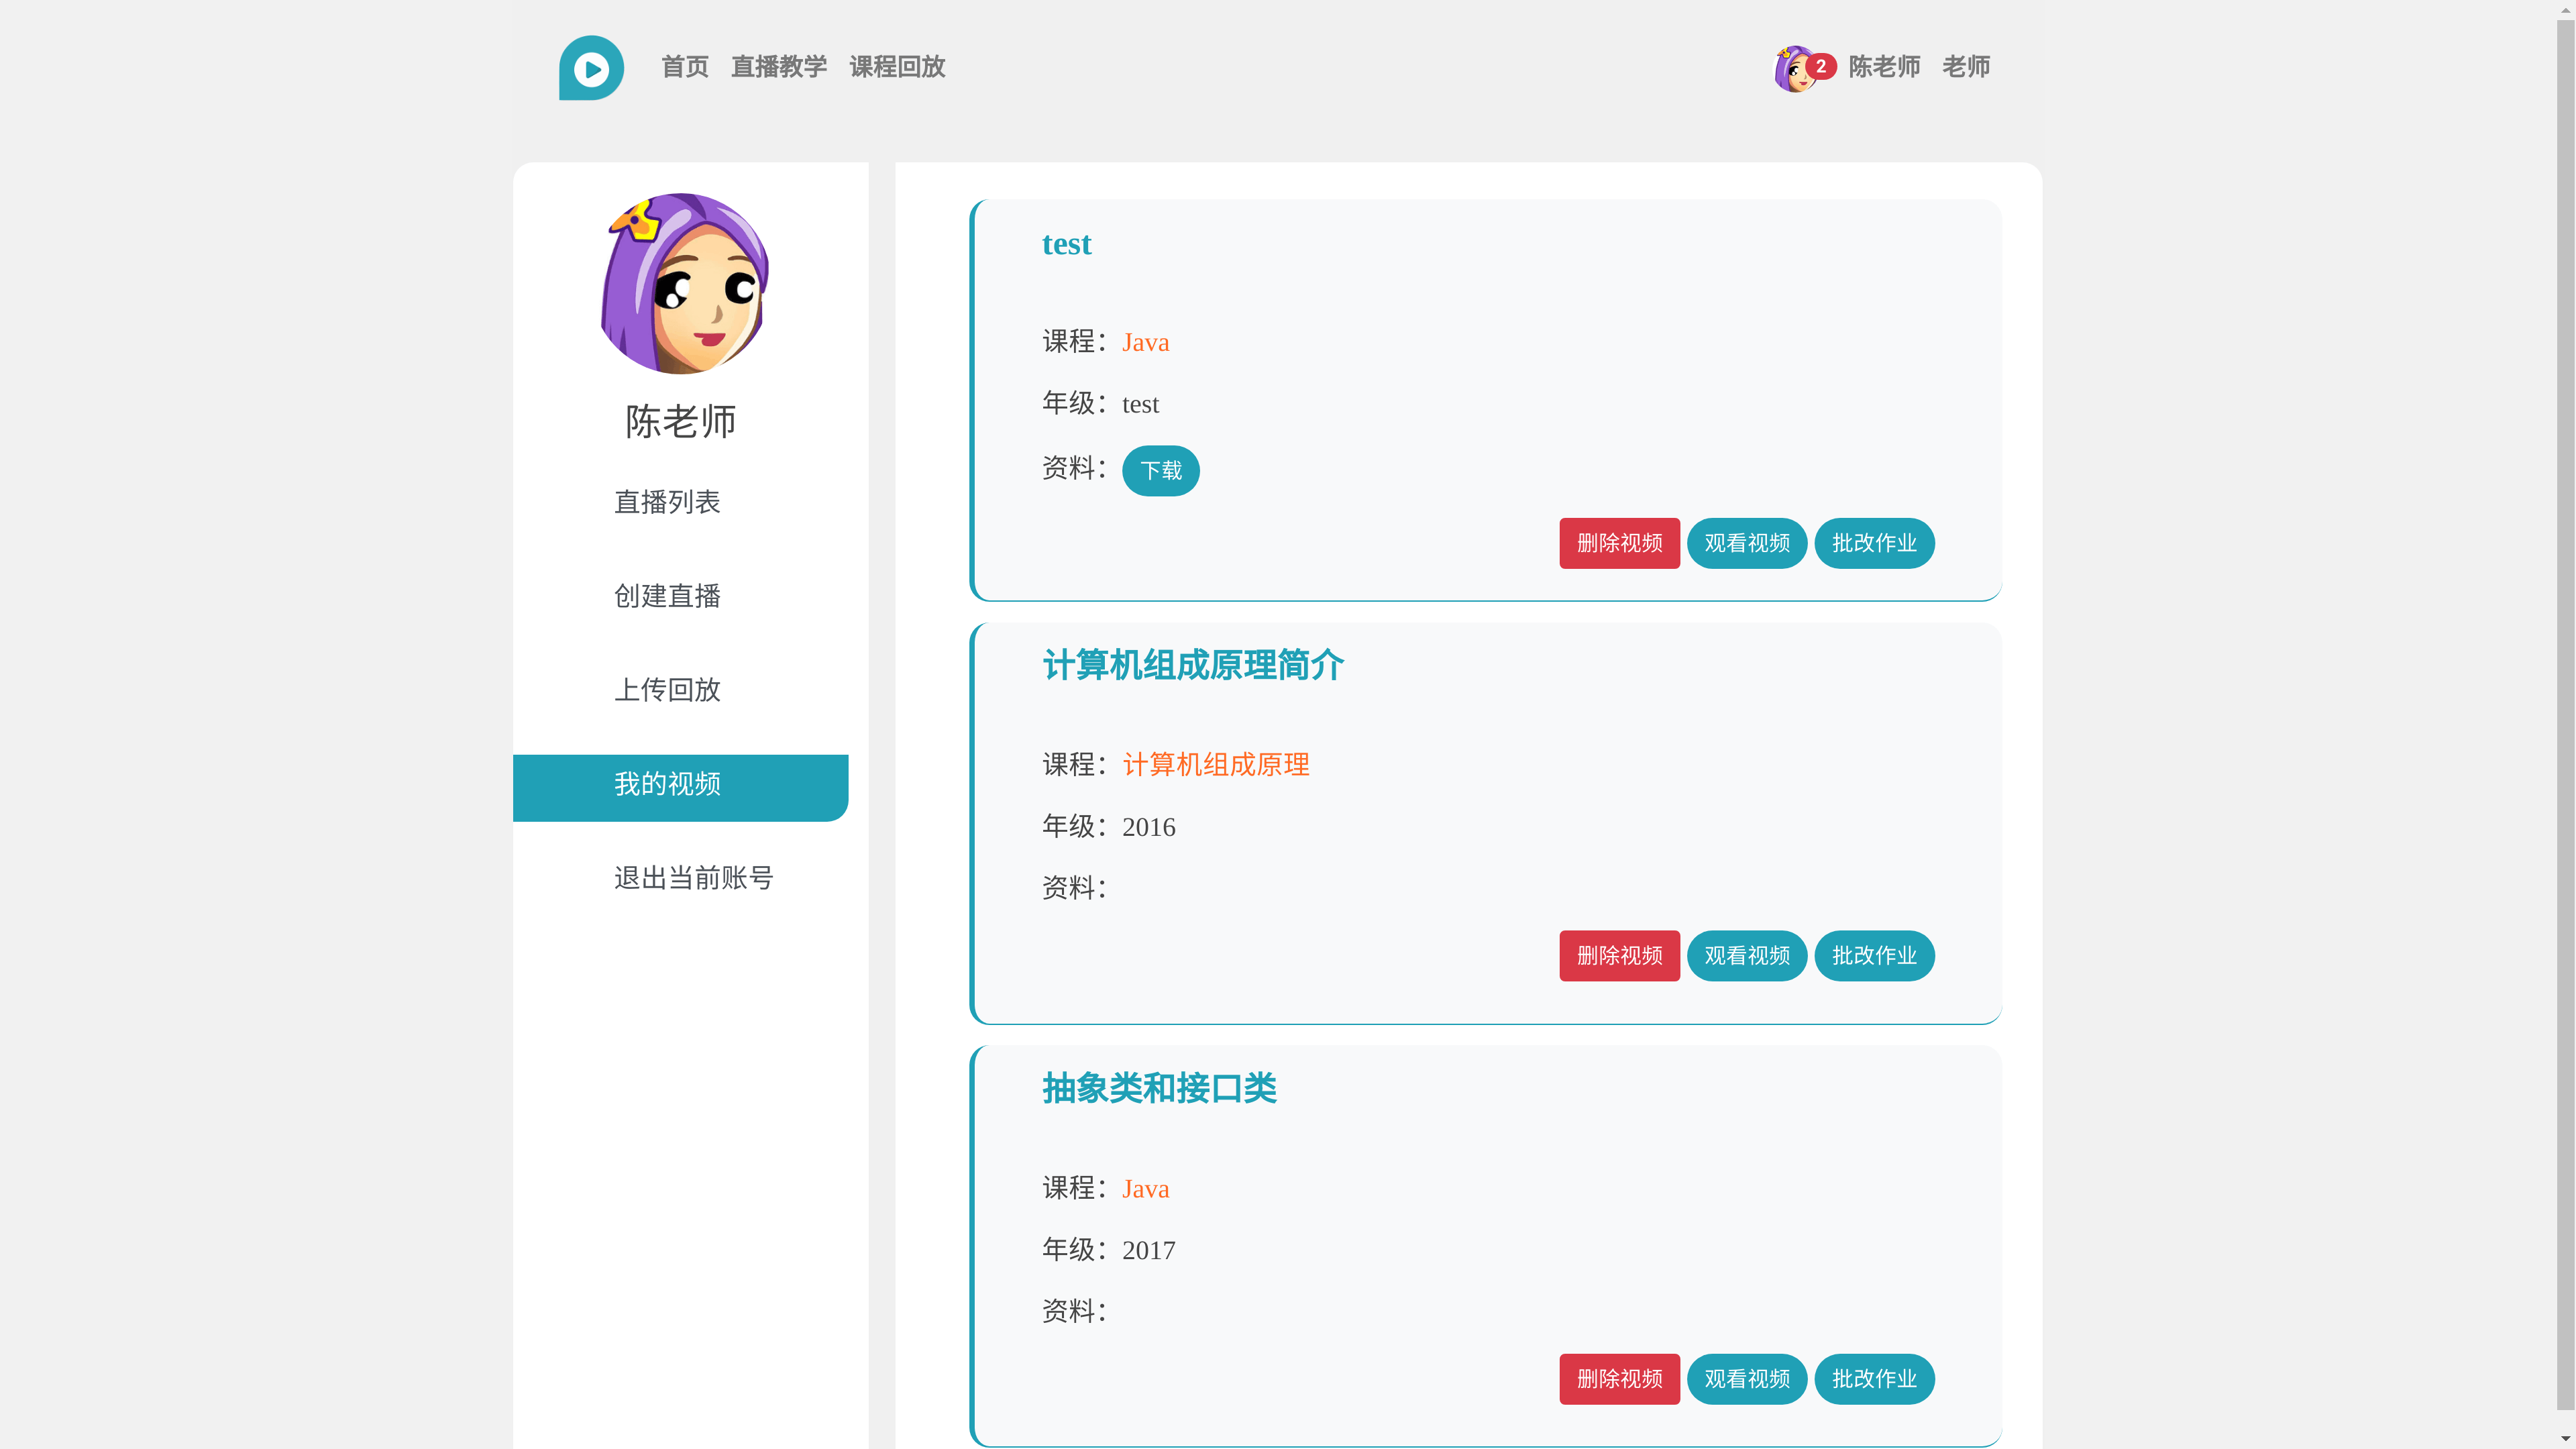 首页 直播教学 课程回放
2 陈老师 老师
陈老师
直播列表
创建直播
上传回放
我的视频
退出当前账号
test
课程：Java
年级：test
资料：下载
删除视频 观看视频 批改作业
计算机组成原理简介
课程：计算机组成原理
年级：2016
资料：
删除视频 观看视频 批改作业
抽象类和接口类
课程：Java
年级：2017
资料：
删除视频 观看视频 批改作业